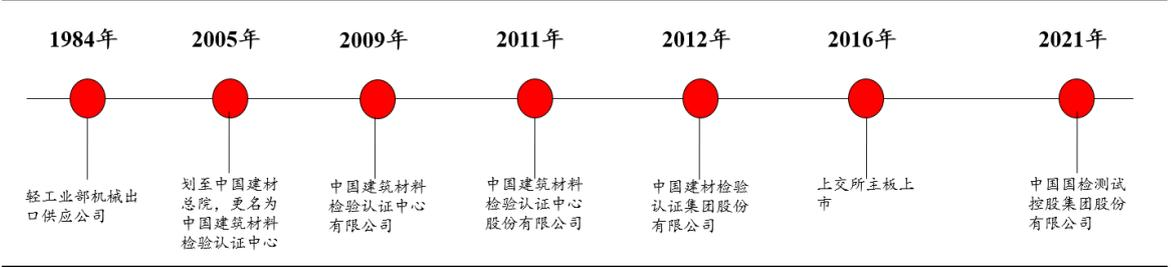 1984年
2005年
2009年
2011年
2012年
2016年
2021年
轻工业部机械出
口供应公司
划至中国建材
总院，更名为
中国建筑材料
检验认证中心
中国建筑材料
检验认证中心
有限公司
中国建筑材料
检验认证中心
股份有限公司
中国建材检验
认证集团股份
有限公司
上交所主板上
市
中国国检测试
控股集团股份
有限公司